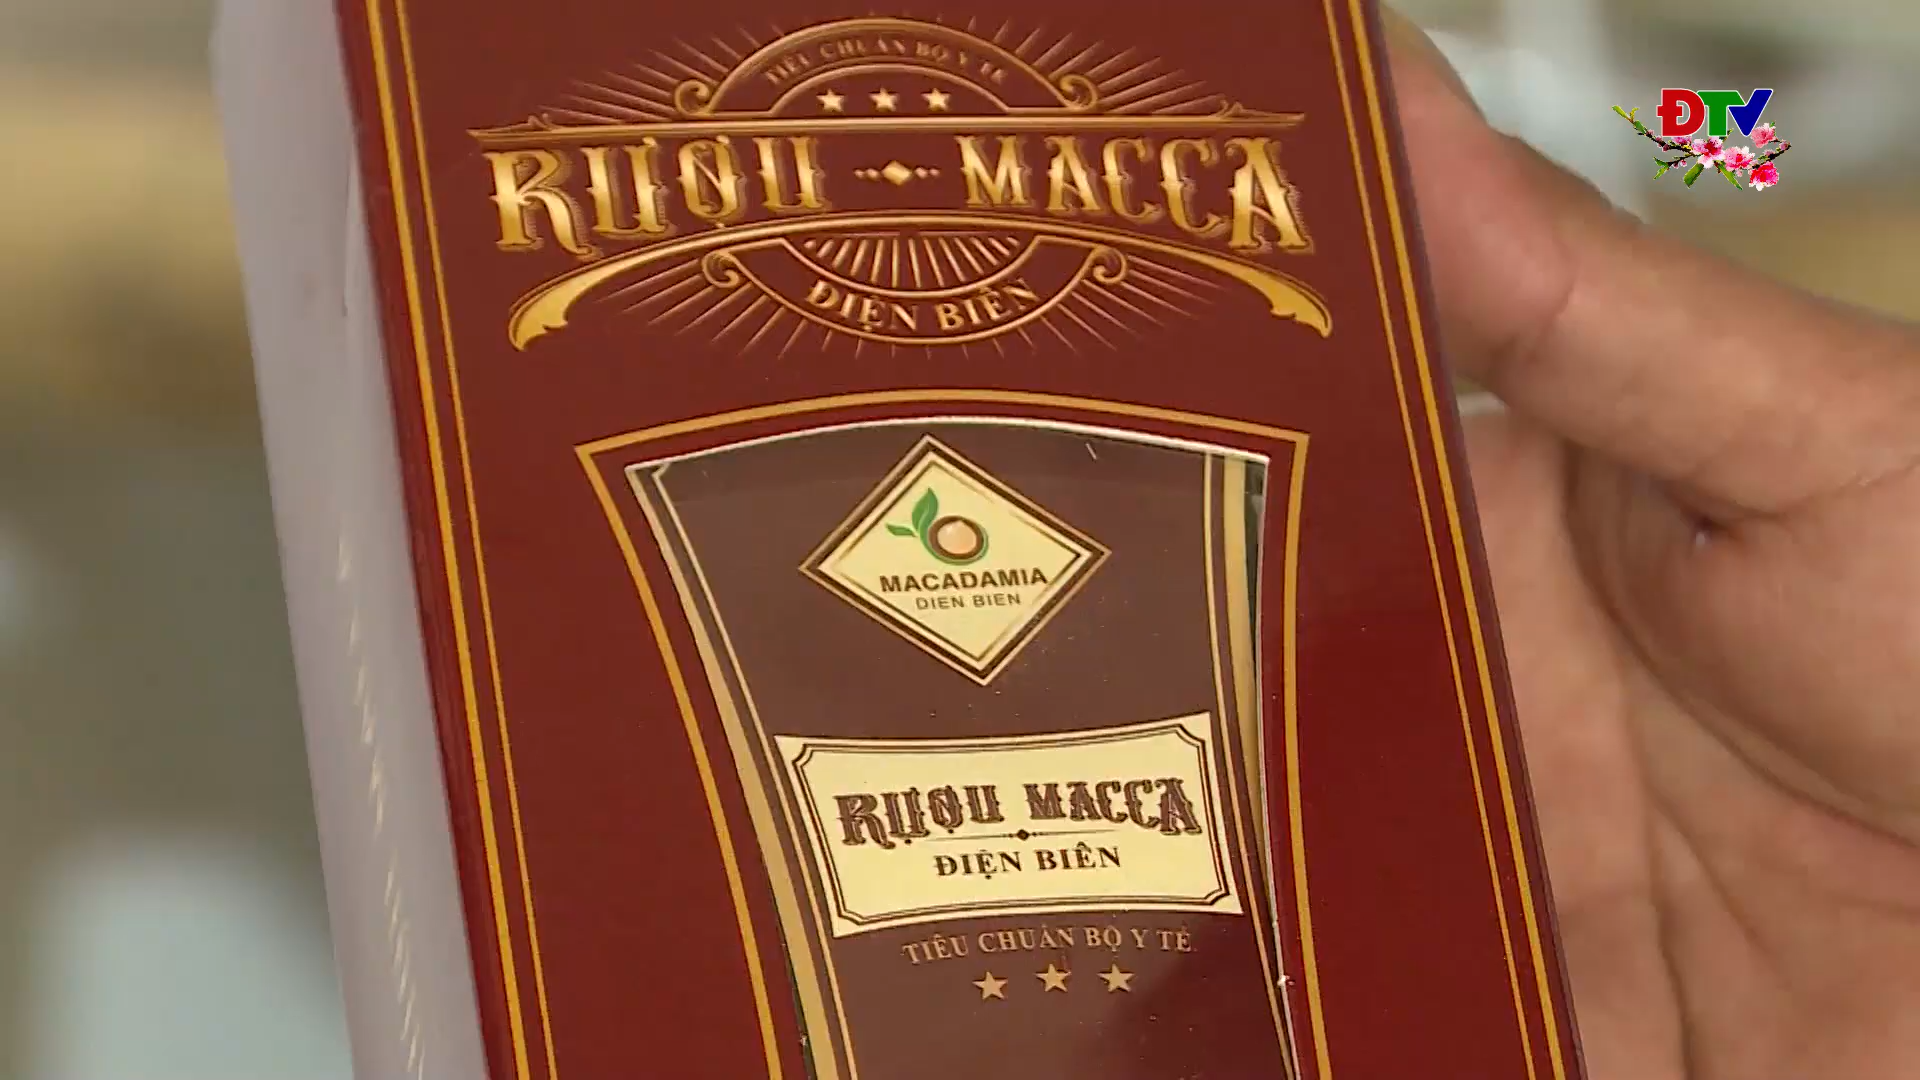 TIÊU CHUẨN BỘ Y TẾ
RƯỢU MACCA
ĐIỆN BIÊN
MACADAMIA
DIEN BIEN
RƯỢU MACCA
ĐIỆN BIÊN
TIÊU CHUẨN BỘ Y TẾ
ĐTV